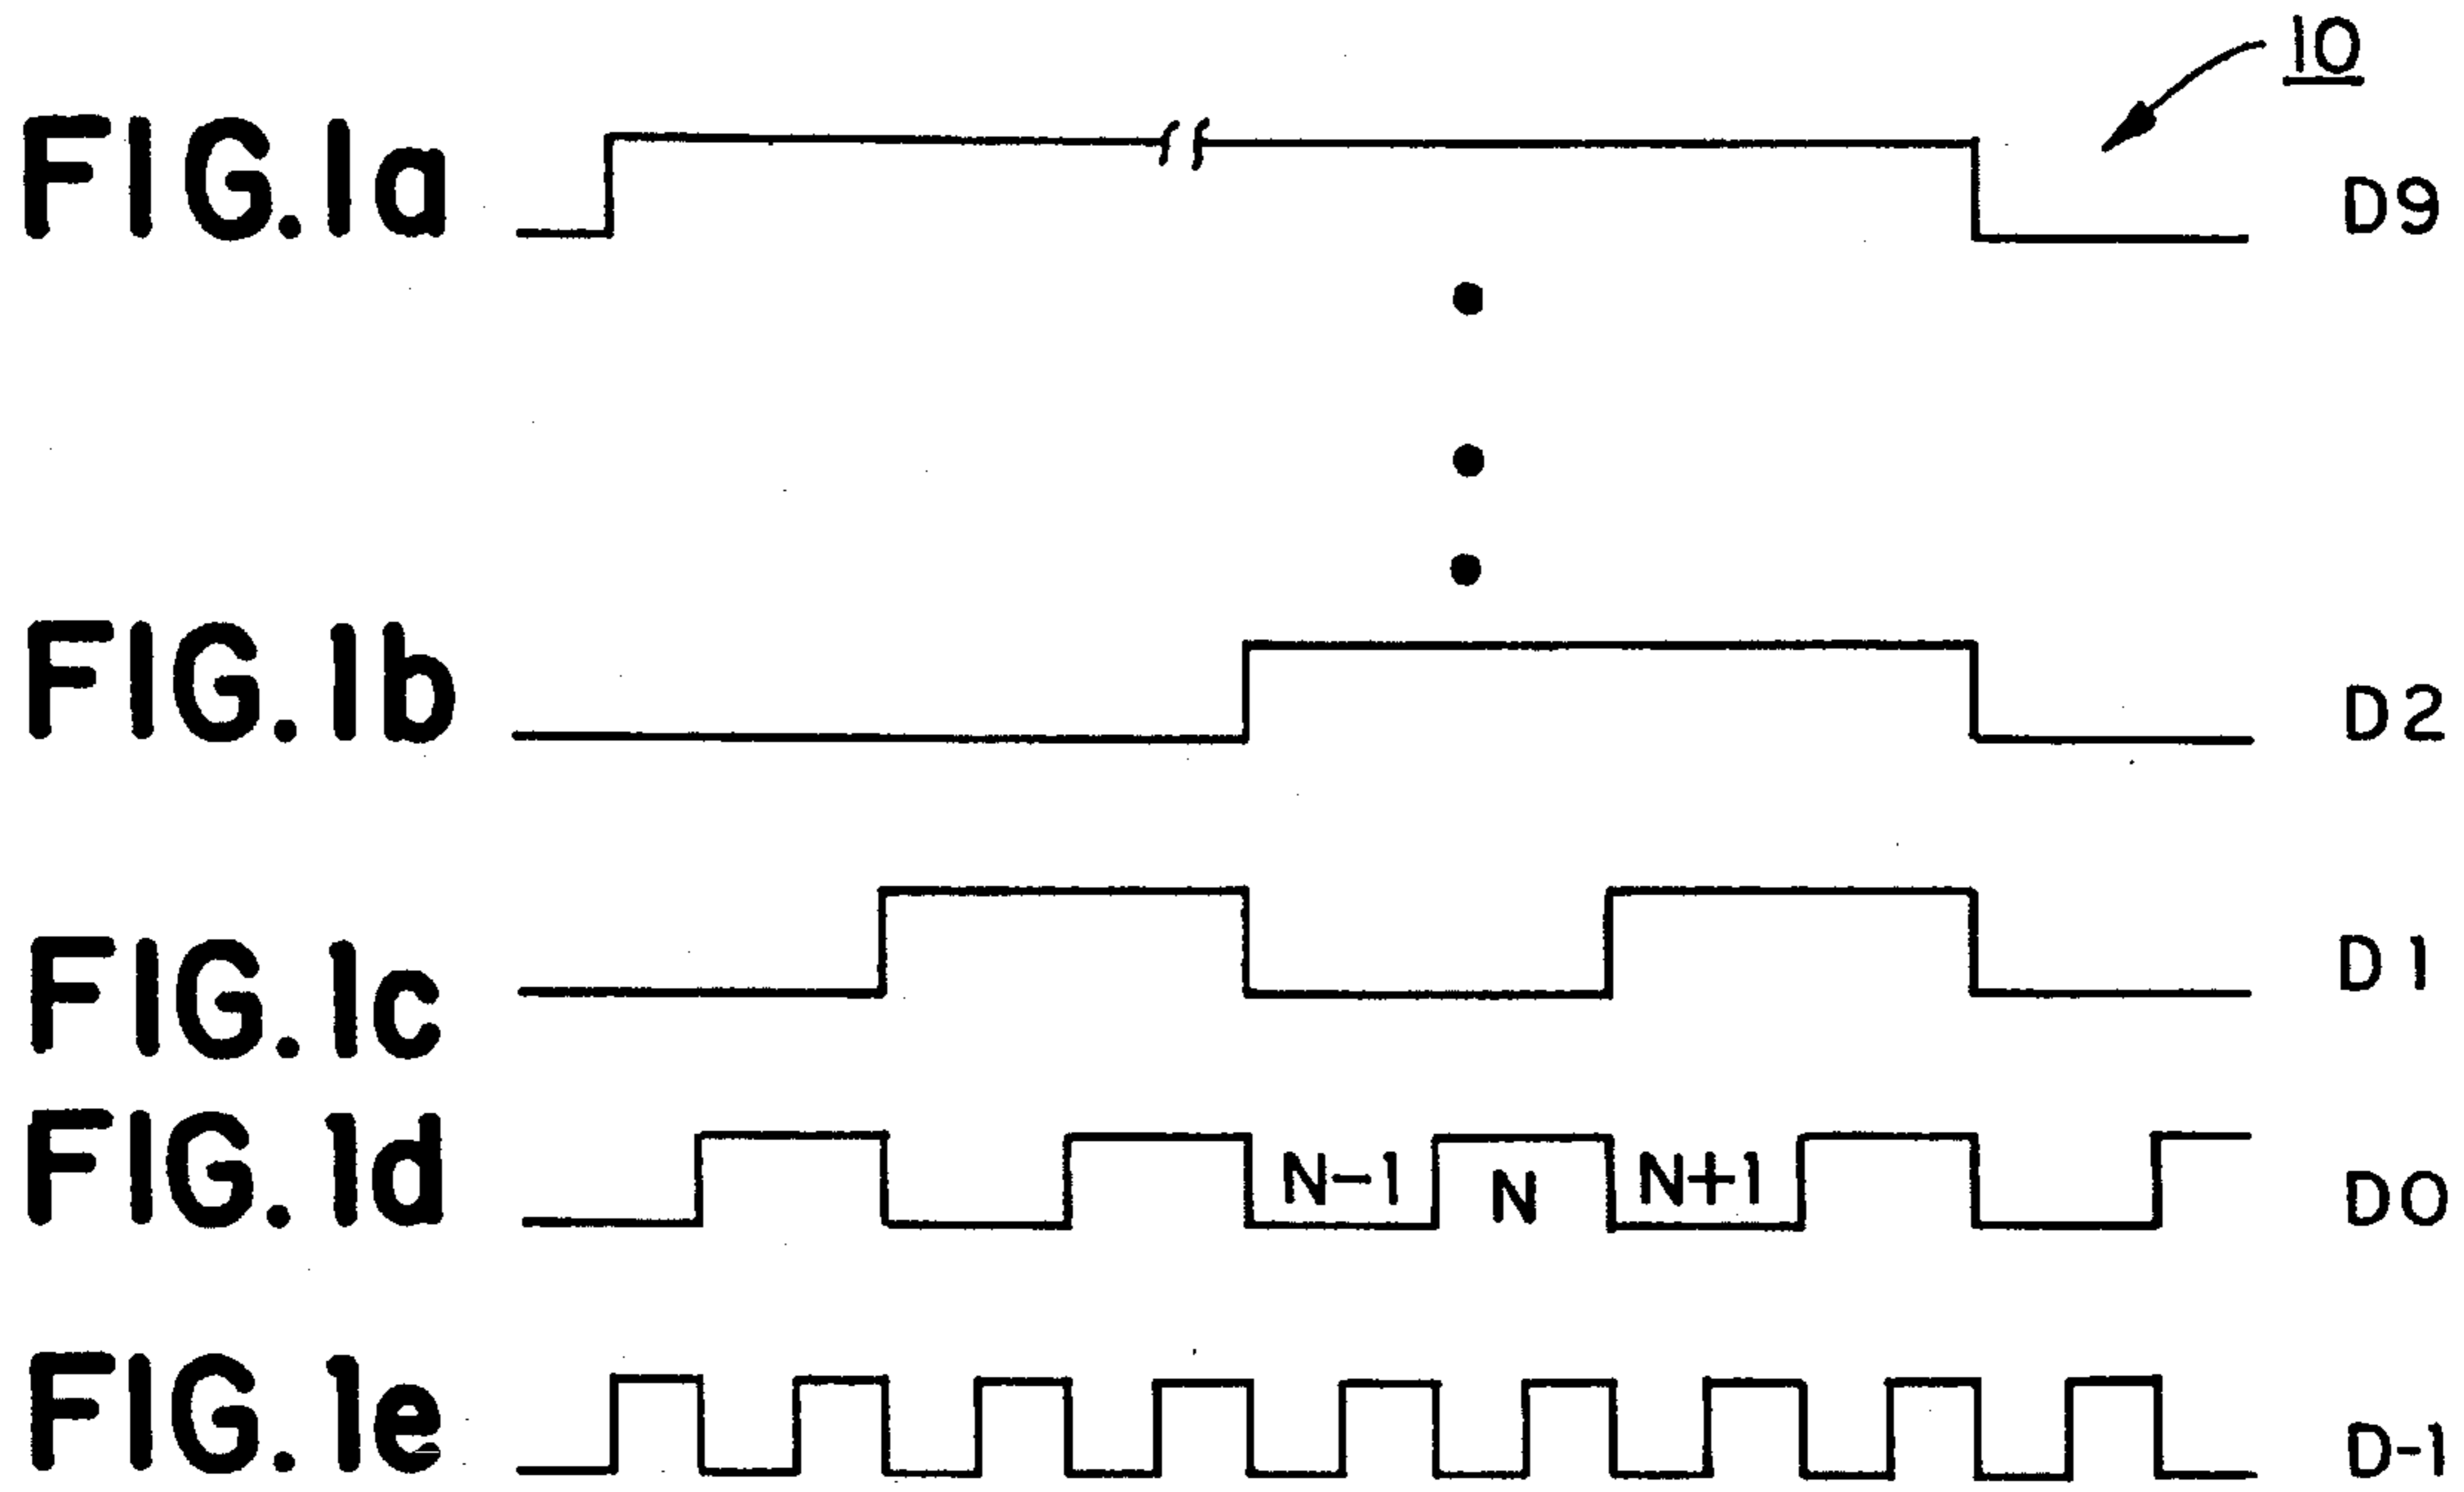 10
FIG.1a D9
FIG.1b D2
FIG.1c D1
FIG.1d N-1 N N+1 D0
FIG.1e D-1